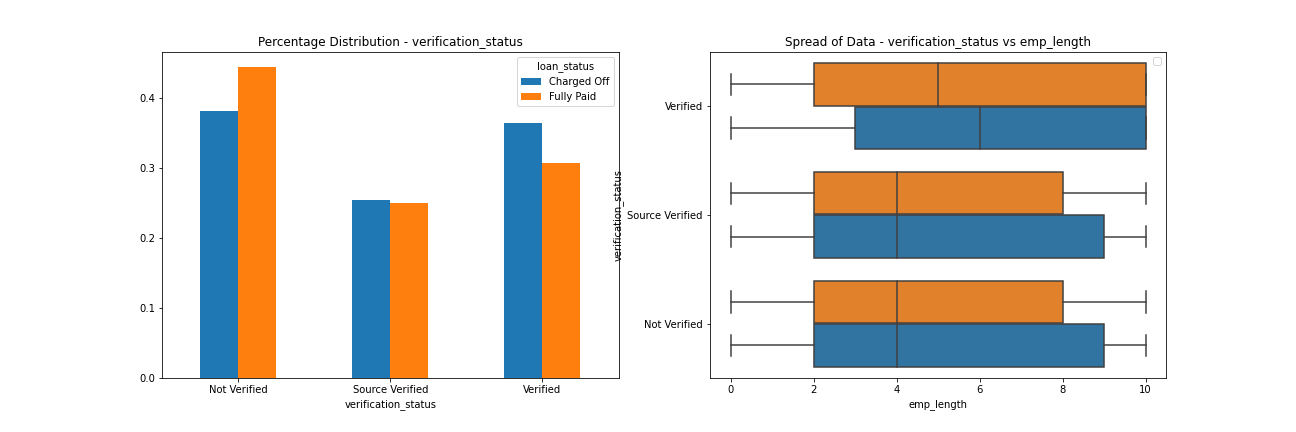 Percentage Distribution - verification_status
loan_status
Charged Off
Fully Paid
0.4
0.3
0.2
0.1
0.0
Not Verified
Source Verified
Verified
verification_status
Spread of Data - verification_status vs emp_length
verification_status
Verified
Source Verified
Not Verified
0
2
4
6
8
10
emp_length